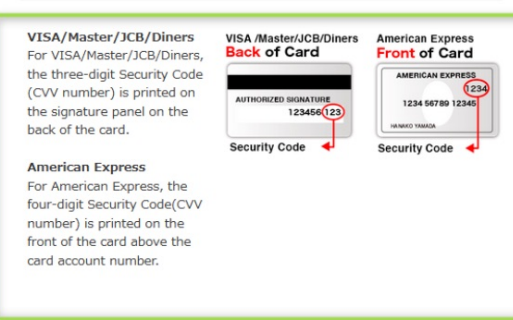 VISA/Master/JCB/Diners
For VISA/Master/JCB/Diners,
the three-digit Security Code
(CVV number) is printed on
the signature panel on the
back of the card.
American Express
For American Express, the
four-digit Security Code(CVV
number) is printed on the
front of the card above the
card account number.
VISA /Master/JCB/Diners
Back of Card
AUTHORIZED SIGNATURE
123456 123
Security Code
American Express
Front of Card
AMERICAN EXPRESS
1234
1234 56789 12345
HANAKO YAMADA
Security Code